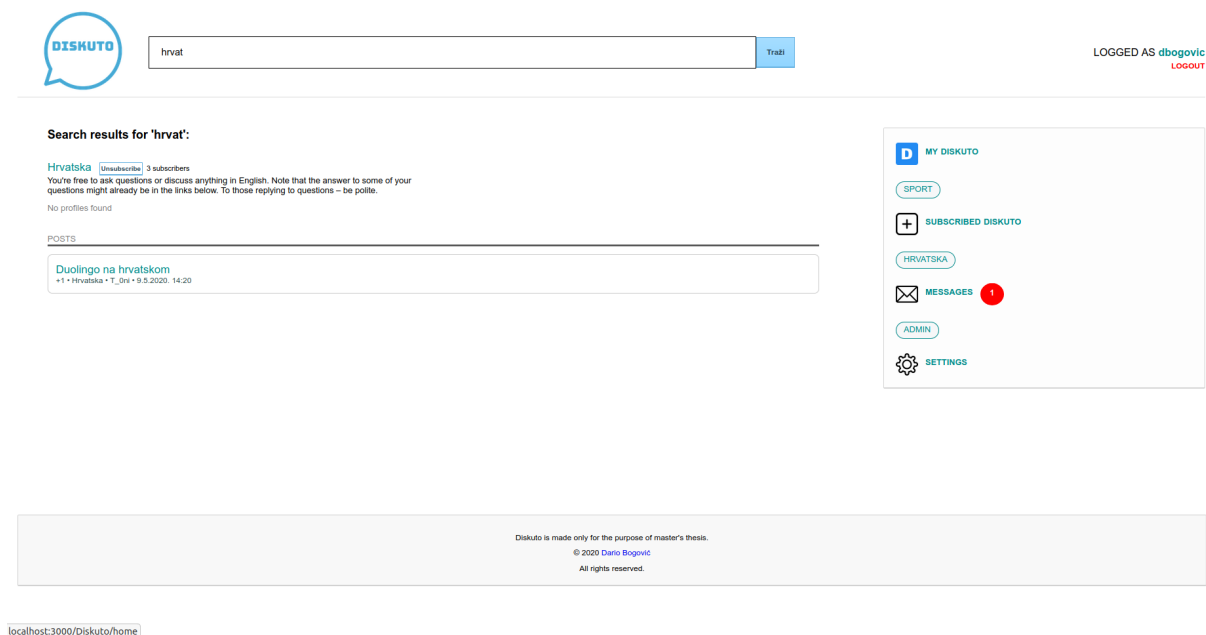 DISKUTO
hrvat
Traži
LOGGED AS dbogovic
LOGOUT
Search results for 'hrvat':
Hrvatska Unsubscribe 3 subscribers
You're free to ask questions or discuss anything in English. Note that the answer to some of your
questions might already be in the links below. To those replying to questions – be polite.
No profiles found
POSTS
Duolingo na hrvatskom
+1 • Hrvatska • T_0ni • 9.5.2020. 14:20
D MY DISKUTO
SPORT
SUBSCRIBED DISKUTO
HRVATSKA
MESSAGES 1
ADMIN
SETTINGS
Diskuto is made only for the purpose of master's thesis.
© 2020 Dario Bogović
All rights reserved.
localhost:3000/Diskuto/home